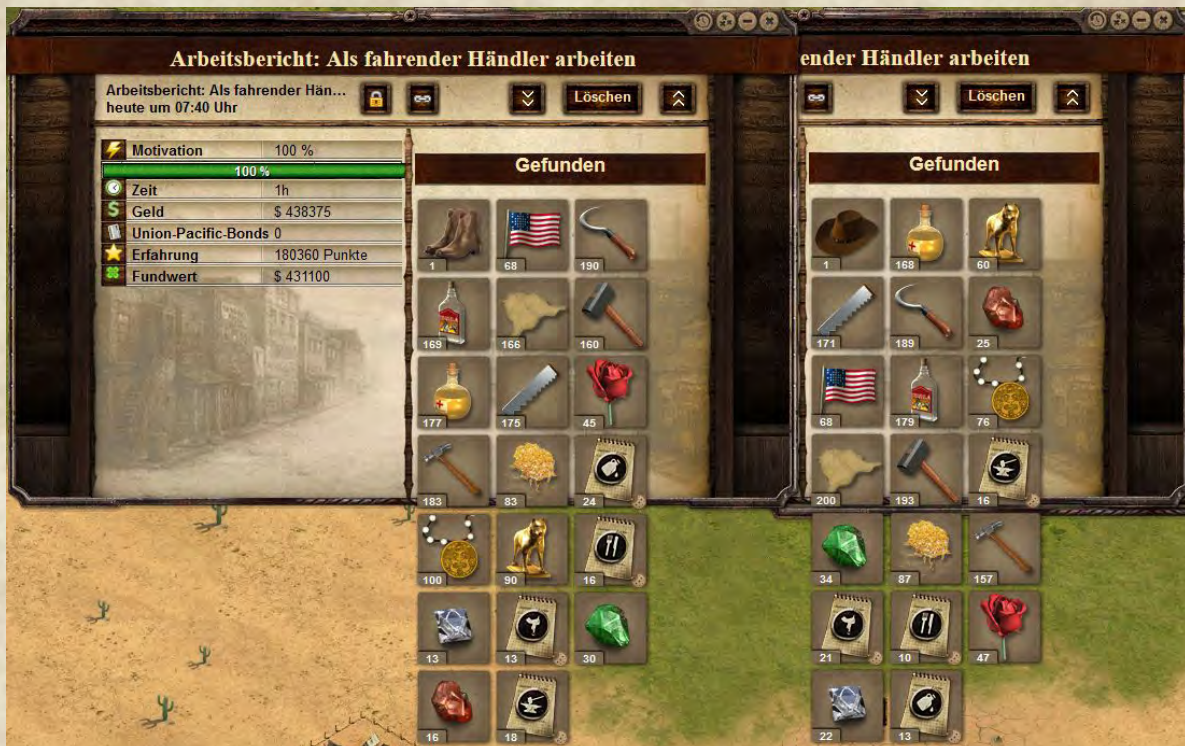 Arbeitsbericht: Als fahrender Händler arbeiten
Arbeitsbericht: Als fahrender Hän...
heute um 07:40 Uhr
Löschen
Motivation 100 %
100 %
Zeit 1h
Geld $ 438375
Union-Pacific-Bonds 0
Erfahrung 180360 Punkte
Fundwert $ 431100
Gefunden
1 68 190
169 166 160
177 175 45
183 83 24
100 90 16
13 13 30
16 18
ender Händler arbeiten
Löschen
Gefunden
1 168 60
171 189 25
68 179 76
200 193 16
34 87 157
21 10 47
22 13